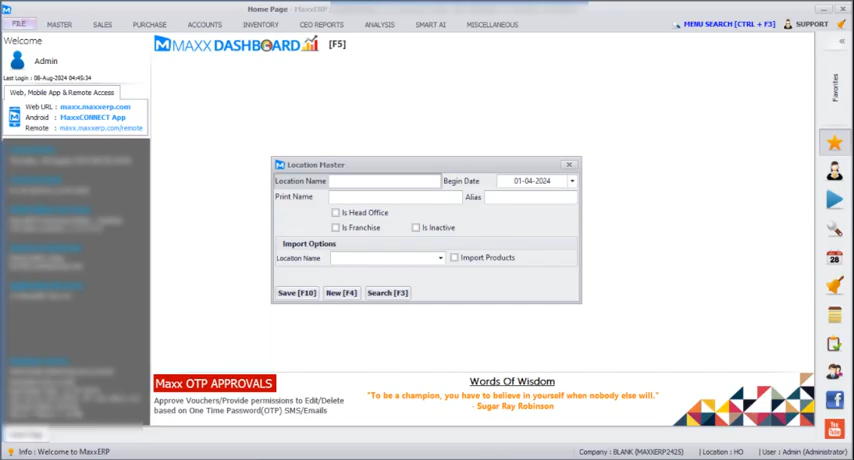 Home Page - MaxxERP
FILE MASTER SALES PURCHASE ACCOUNTS INVENTORY CEO REPORTS ANALYSIS SMART AI MISCELLANEOUS MENU SEARCH [CTRL + F3] SUPPORT
Welcome
Admin
Last Login : 08-Aug-2024 04:45:34
Web, Mobile App & Remote Access
Web URL : maxx.maxxerp.com
Android : MaxxCONNECT App
Remote : maxx.maxxerp.com/remote
MAXX DASHBOARD [F5]
Location Master
Location Name Begin Date 01-04-2024
Print Name Alias
Is Head Office
Is Franchise Is Inactive
Import Options
Location Name Import Products
Save [F10] New [F4] Search [F3]
Maxx OTP APPROVALS
Approve Vouchers/Provide permissions to Edit/Delete
based on One Time Password(OTP) SMS/Emails
Words Of Wisdom
"To be a champion, you have to believe in yourself when nobody else will."
- Sugar Ray Robinson
Favorites
28
You
Tube
Info : Welcome to MaxxERP Company : BLANK (MAXXERP2425) Location : HO User : Admin (Administrator)